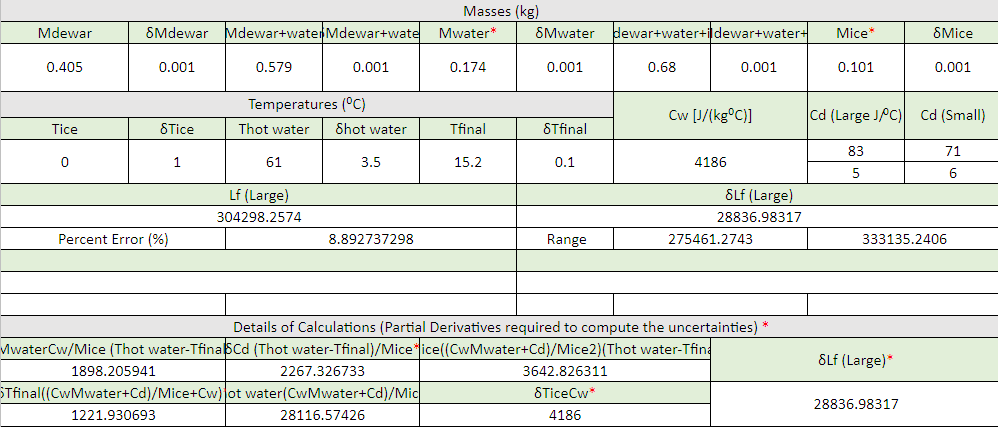 Masses (kg)
Mdewar δMdewar Mdewar+water Mdewar+wate Mwater* δMwater dewar+water+i dewar+water+ Mice* δMice
0.405 0.001 0.579 0.001 0.174 0.001 0.68 0.001 0.101 0.001
Temperatures (⁰C) Cw [J/(kg⁰C)] Cd (Large J/⁰C) Cd (Small)
Tice δTice Thot water δhot water Tfinal δTfinal
0 1 61 3.5 15.2 0.1 4186 83 71
5 6
Lf (Large) δLf (Large)
304298.2574 28836.98317
Percent Error (%) 8.892737298 Range 275461.2743 333135.2406
Details of Calculations (Partial Derivatives required to compute the uncertainties) *
MwaterCw/Mice (Thot water-Tfinal δCd (Thot water-Tfinal)/Mice* ice((CwMwater+Cd)/Mice2)(Thot water-Tfina δLf (Large)*
1898.205941 2267.326733 3642.826311
δTfinal((CwMwater+Cd)/Mice+Cw) ot water(CwMwater+Cd)/Mic δTiceCw* 28836.98317
1221.930693 28116.57426 4186